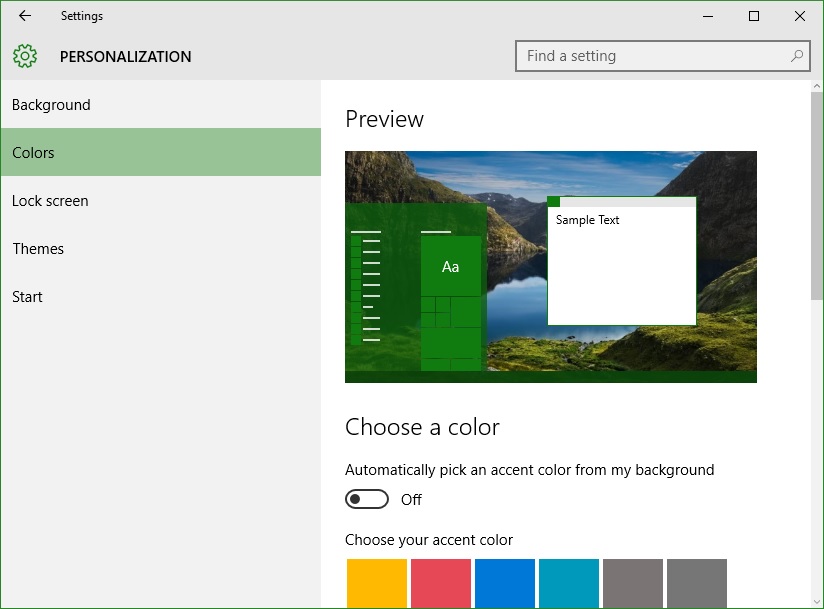 Settings
PERSONALIZATION
Find a setting
Background
Colors
Lock screen
Themes
Start
Preview
Aa
Sample Text
Choose a color
Automatically pick an accent color from my background
Off
Choose your accent color